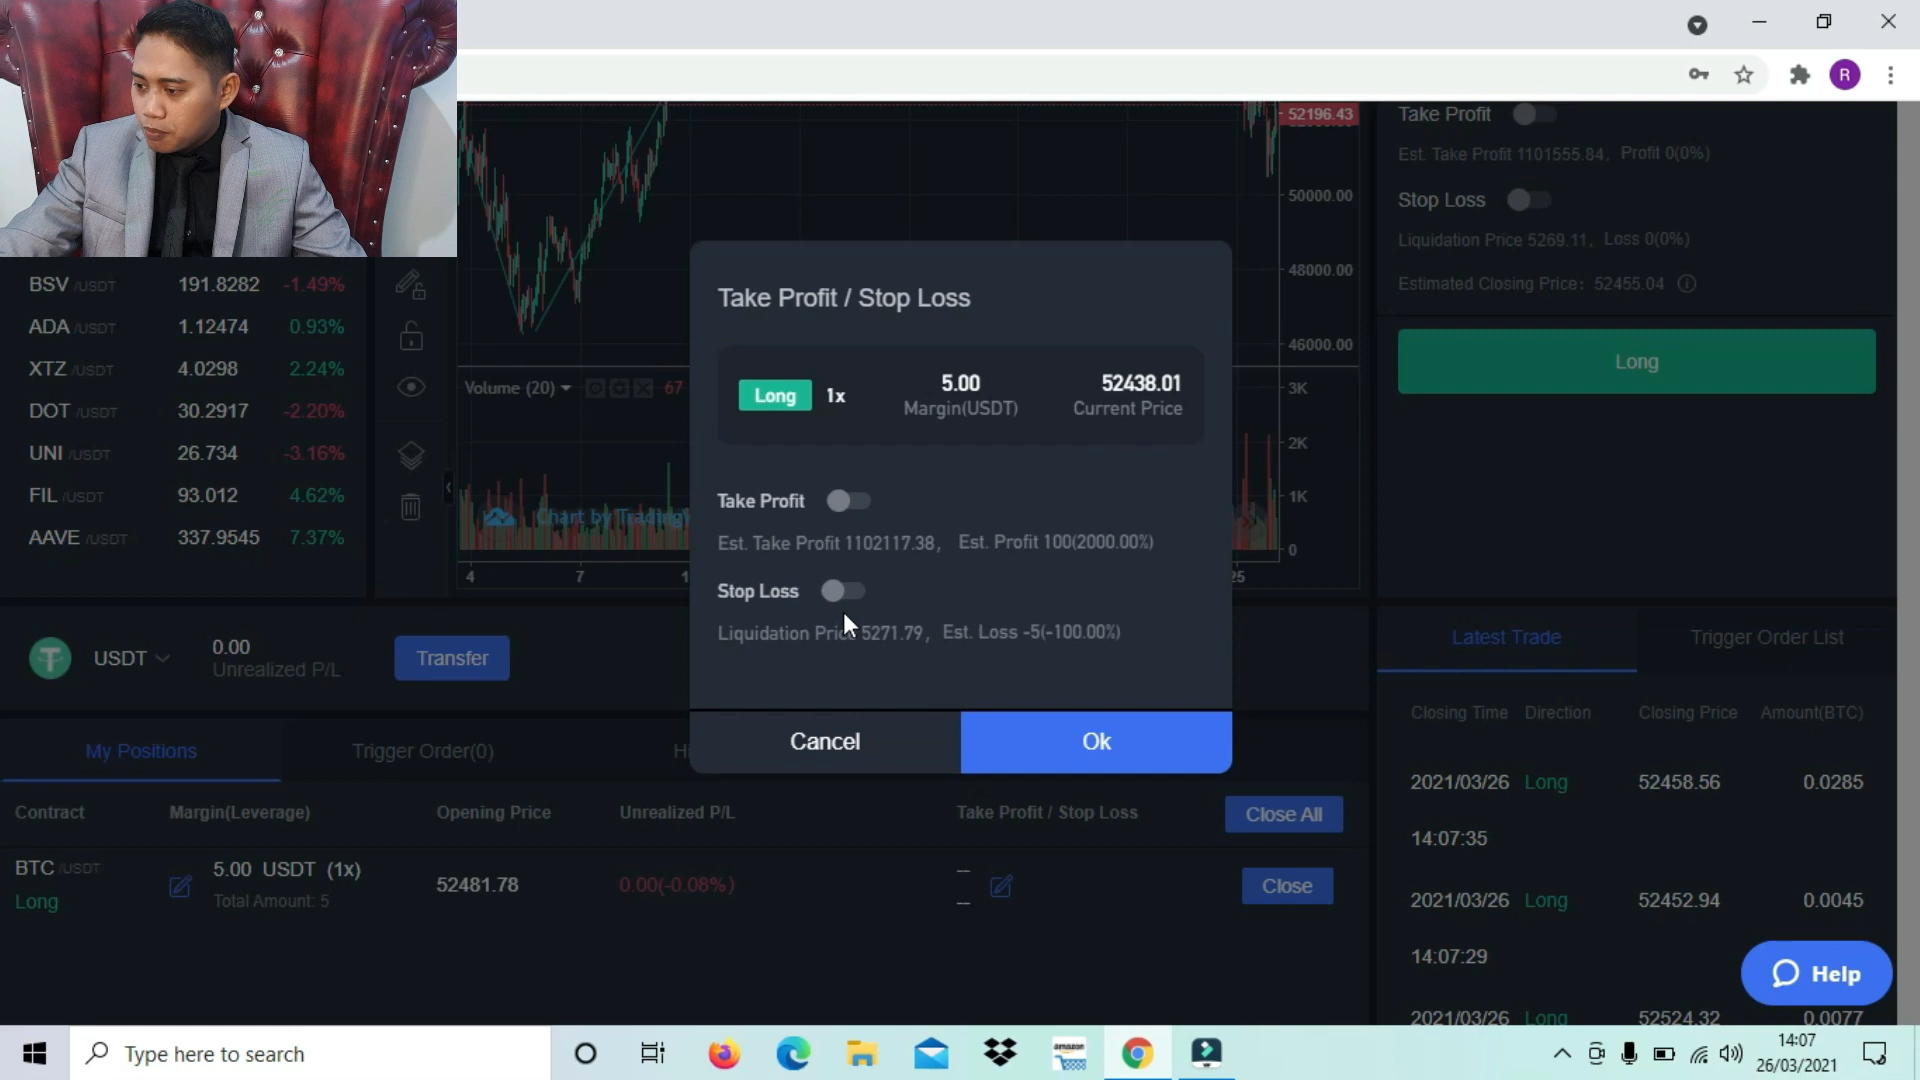 R
52196.43
50000.00
48000.00
46000.00
Take Profit
Est. Take Profit 1101555.84, Profit 0(0%)
Stop Loss
Liquidation Price 5269.11, Loss 0(0%)
Estimated Closing Price: 52455.04
Long
BSV /USDT 191.8282 -1.49%
ADA /USDT 1.12474 0.93%
XTZ /USDT 4.0298 2.24%
DOT /USDT 30.2917 -2.20%
UNI /USDT 26.734 -3.16%
FIL /USDT 93.012 4.62%
AAVE /USDT 337.9545 7.37%
Volume (20) 67
3K
2K
1K
0
Chart by Trading
4 7 1 25
Take Profit / Stop Loss
Long 1x 5.00 52438.01
Margin(USDT) Current Price
Take Profit
Est. Take Profit 1102117.38, Est. Profit 100(2000.00%)
Stop Loss
Liquidation Pric 5271.79, Est. Loss -5(-100.00%)
Cancel Ok
USDT 0.00
Unrealized P/L
Transfer
My Positions Trigger Order(0) Hi
Contract Margin(Leverage) Opening Price Unrealized P/L Take Profit / Stop Loss Close All
BTC /USDT 5.00 USDT (1x) 52481.78 0.00(-0.08%) -- Close
Long Total Amount: 5 --
Latest Trade Trigger Order List
Closing Time Direction Closing Price Amount(BTC)
2021/03/26 Long 52458.56 0.0285
14:07:35
2021/03/26 Long 52452.94 0.0045
14:07:29
2021/03/26 Long 52524.32 0.0077
Help
Type here to search
amazon
14:07
26/03/2021